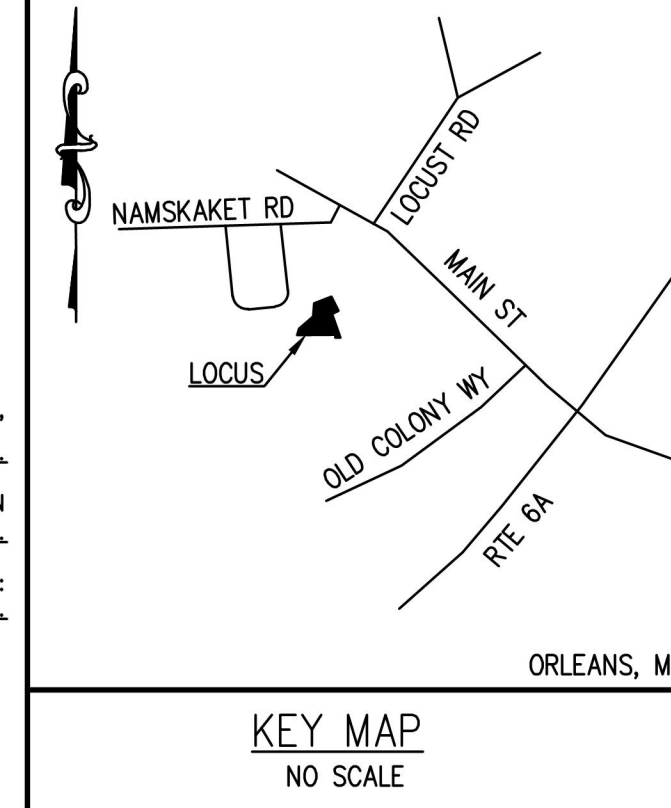 LOCUST RD
NAMSKAKET RD
MAIN ST
LOCUS
OLD COLONY WY
RTE 6A
ORLEANS, M
KEY MAP
NO SCALE